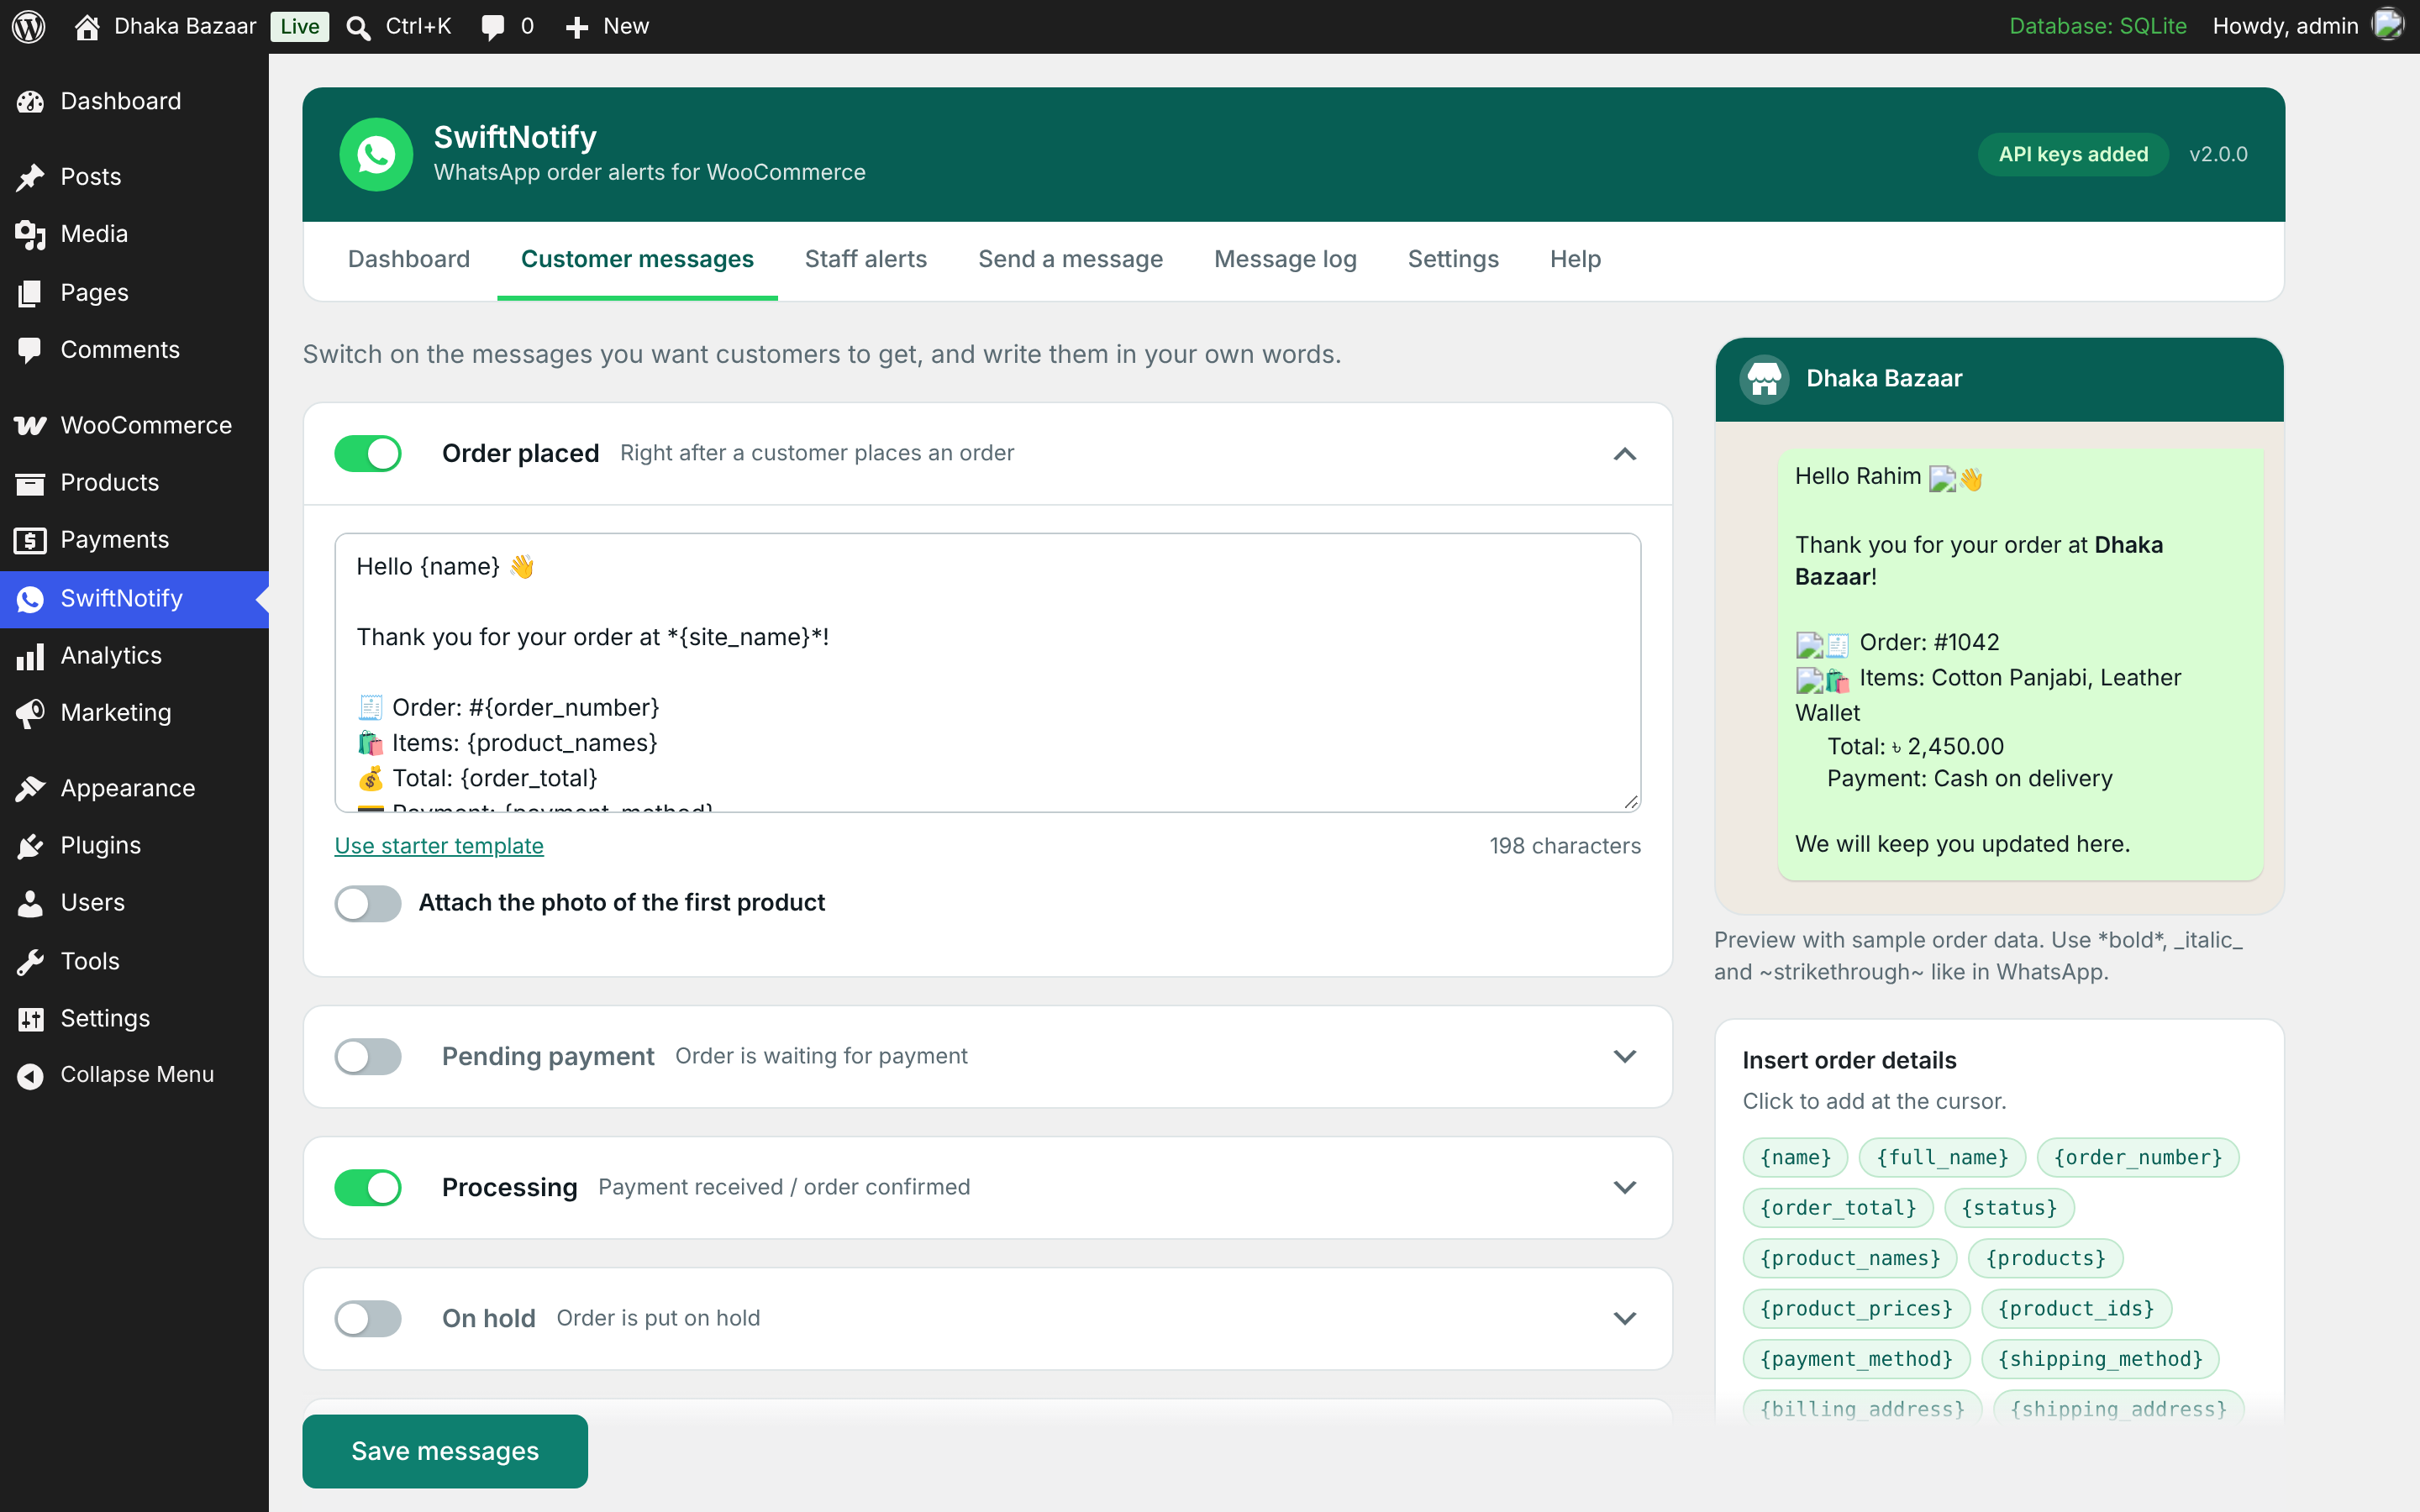 Dhaka Bazaar
Live
Ctrl+K
0
New
Database: SQLite
Howdy, admin
Dashboard
Posts
Media
Pages
Comments
WooCommerce
Products
Payments
SwiftNotify
Analytics
Marketing
Appearance
Plugins
Users
Tools
Settings
Collapse Menu
SwiftNotify
WhatsApp order alerts for WooCommerce
API keys added
v2.0.0
Dashboard
Customer messages
Staff alerts
Send a message
Message log
Settings
Help
Switch on the messages you want customers to get, and write them in your own words.
Order placed
Right after a customer places an order
Hello {name} 👋
Thank you for your order at *{site_name}*!
🧾 Order: #{order_number}
🛍️ Items: {product_names}
💰 Total: {order_total}
💳 Payment: {payment_method}
Use starter template
198 characters
Attach the photo of the first product
Pending payment
Order is waiting for payment
Processing
Payment received / order confirmed
On hold
Order is put on hold
Save messages
Dhaka Bazaar
Hello Rahim 👋
Thank you for your order at Dhaka
Bazaar!
🧾 Order: #1042
🛍️ Items: Cotton Panjabi, Leather
Wallet
Total: ৳ 2,450.00
Payment: Cash on delivery
We will keep you updated here.
Preview with sample order data. Use *bold*, _italic_
and ~strikethrough~ like in WhatsApp.
Insert order details
Click to add at the cursor.
{name} {full_name} {order_number}
{order_total} {status}
{product_names} {products}
{product_prices} {product_ids}
{payment_method} {shipping_method}
{billing_address} {shipping_address}